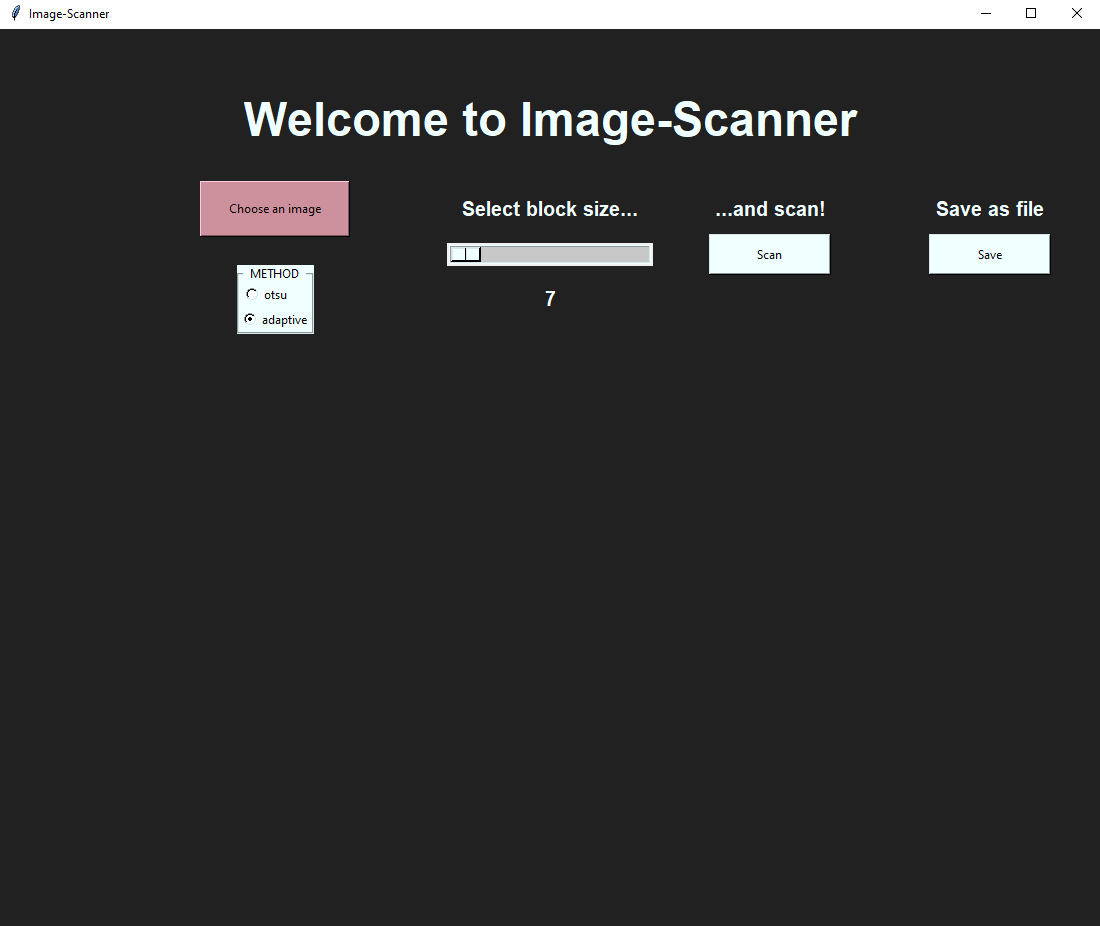 Image-Scanner
Welcome to Image-Scanner
Choose an image
METHOD
otsu
adaptive
Select block size...
7
...and scan!
Scan
Save as file
Save